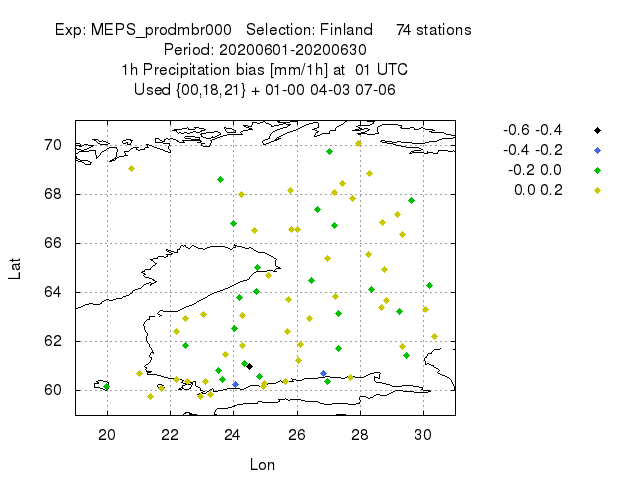 Exp: MEPS_prodmbr000   Selection: Finland     74 stations
Period: 20200601-20200630
1h Precipitation bias [mm/1h] at  01 UTC
Used {00,18,21} + 01-00 04-03 07-06
-0.6 -0.4
-0.4 -0.2
-0.2 0.0
0.0 0.2
70
68
66
64
62
60
Lat
20 22 24 26 28 30
Lon